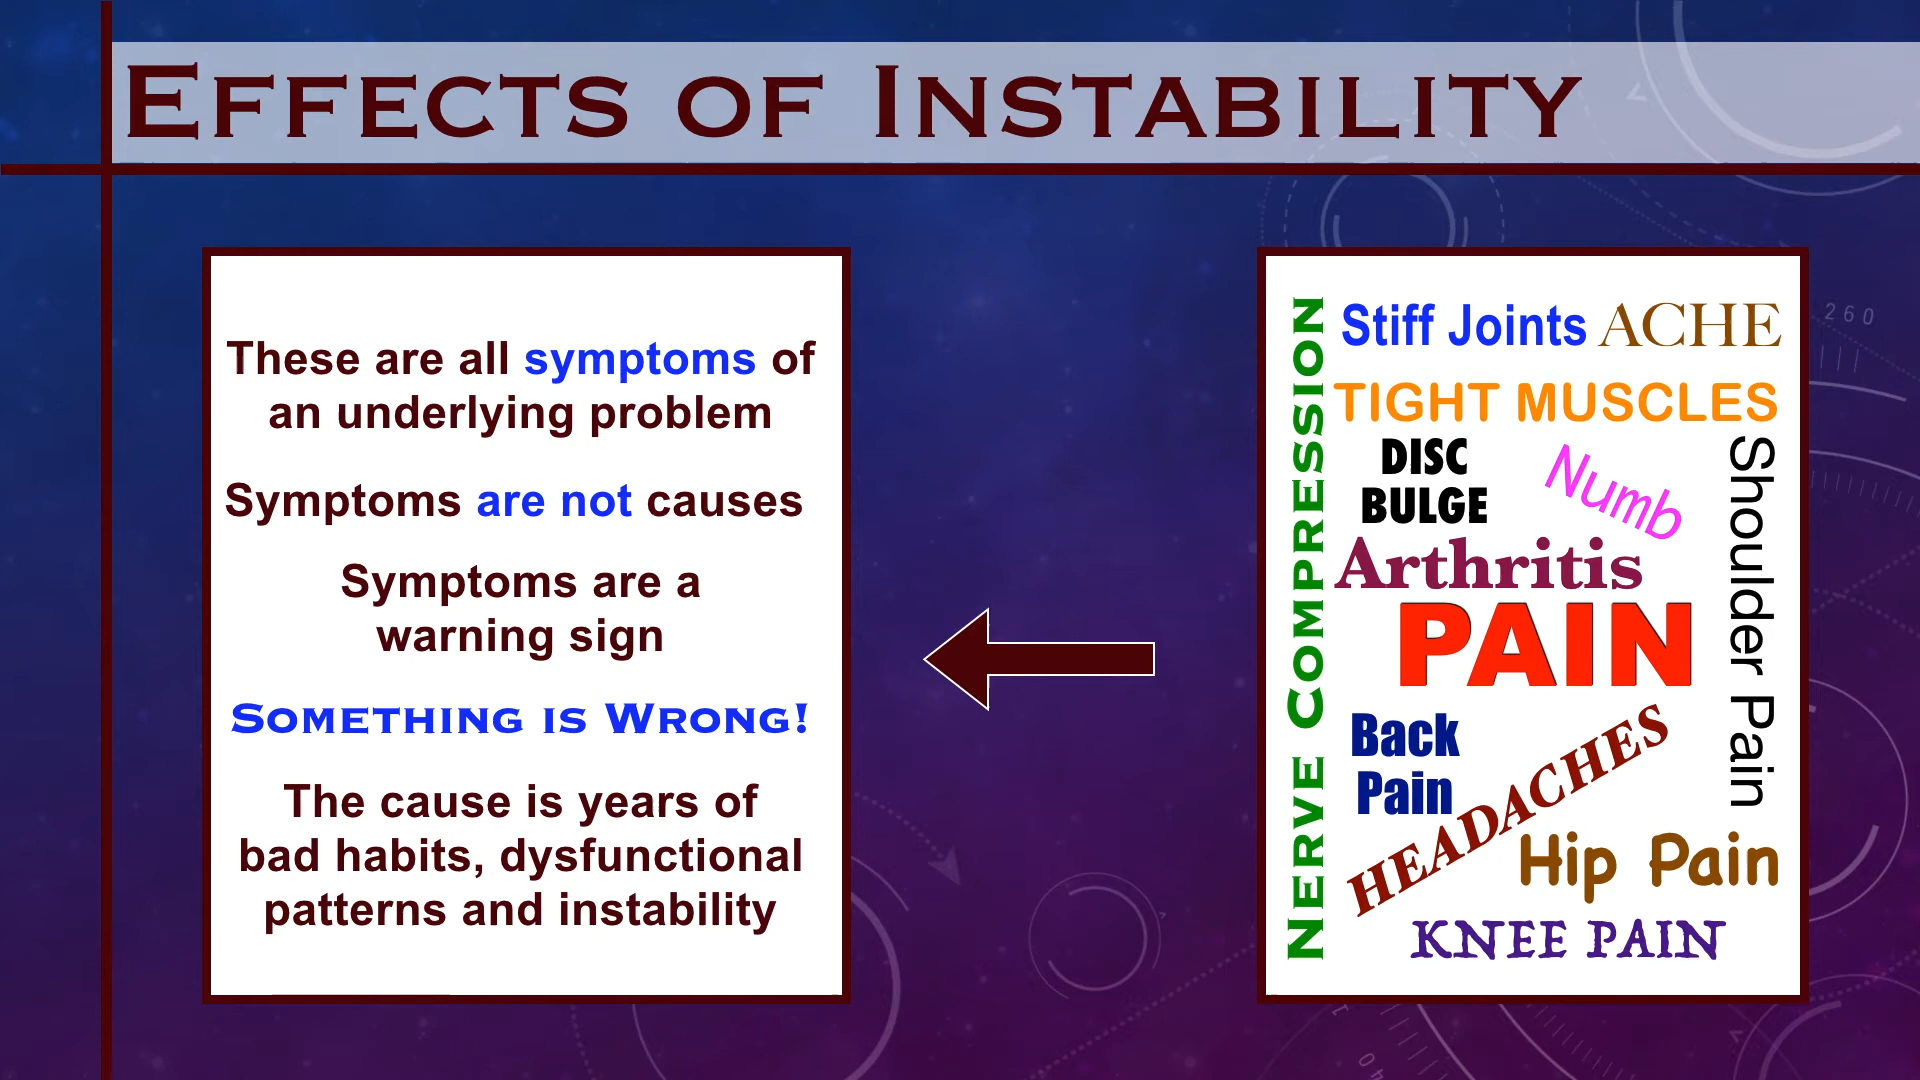 EFFECTS OF INSTABILITY
These are all symptoms of
an underlying problem
Symptoms are not causes
Symptoms are a
warning sign
SOMETHING IS WRONG!
The cause is years of
bad habits, dysfunctional
patterns and instability
NERVE COMPRESSION
Stiff Joints ACHE
TIGHT MUSCLES
DISC
BULGE
Numb
Shoulder Pain
Arthritis
PAIN
Back
Pain
HEADACHES
Hip Pain
KNEE PAIN
260